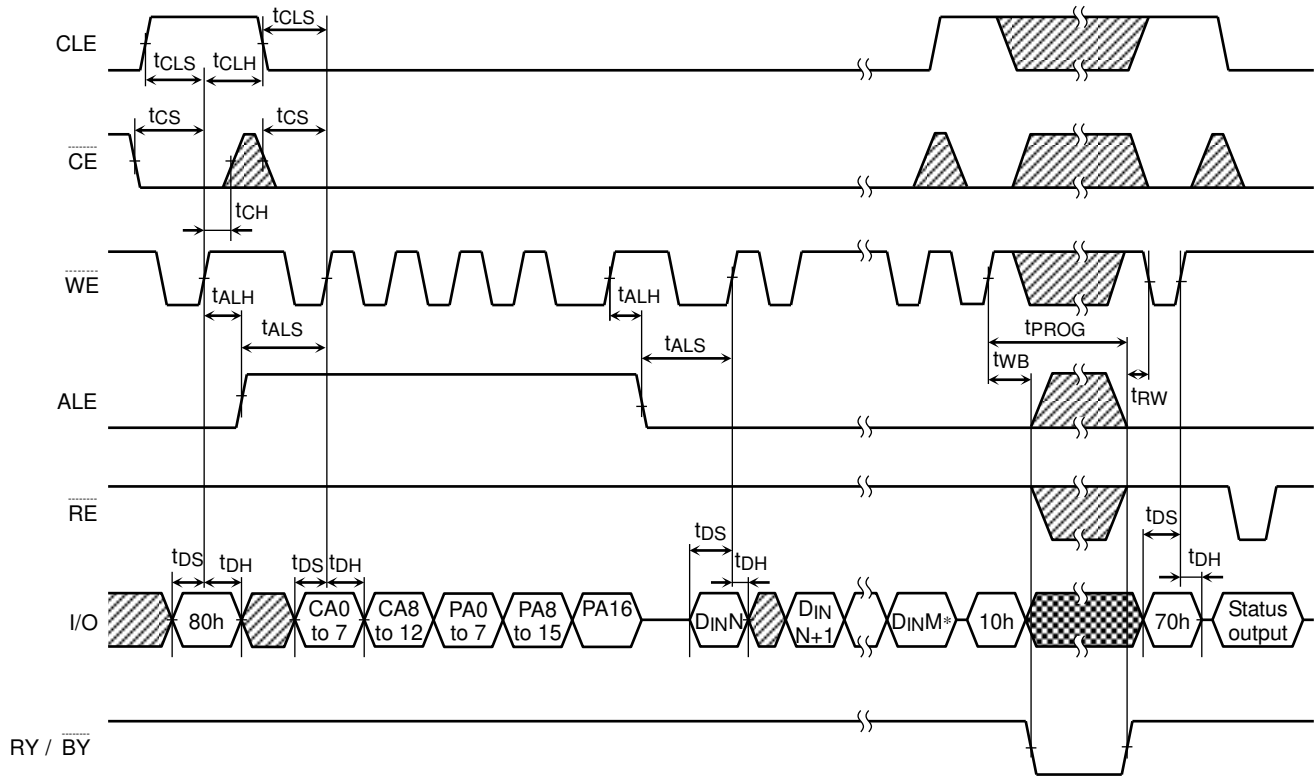 tCLS
CLE
tCLS tCLH
tCS tCS
CE
tCH
WE
tALH tALH
tALS tPROG
tALS
tWB
ALE
tRW
RE
tDS tDH tDS tDH tDS tDH tDS tDH
I/O
80h
CA0
to 7
CA8
to 12
PA0
to 7
PA8
to 15
PA16
DINN
DIN
N+1
DINM*
10h
70h
Status
output
RY / BY